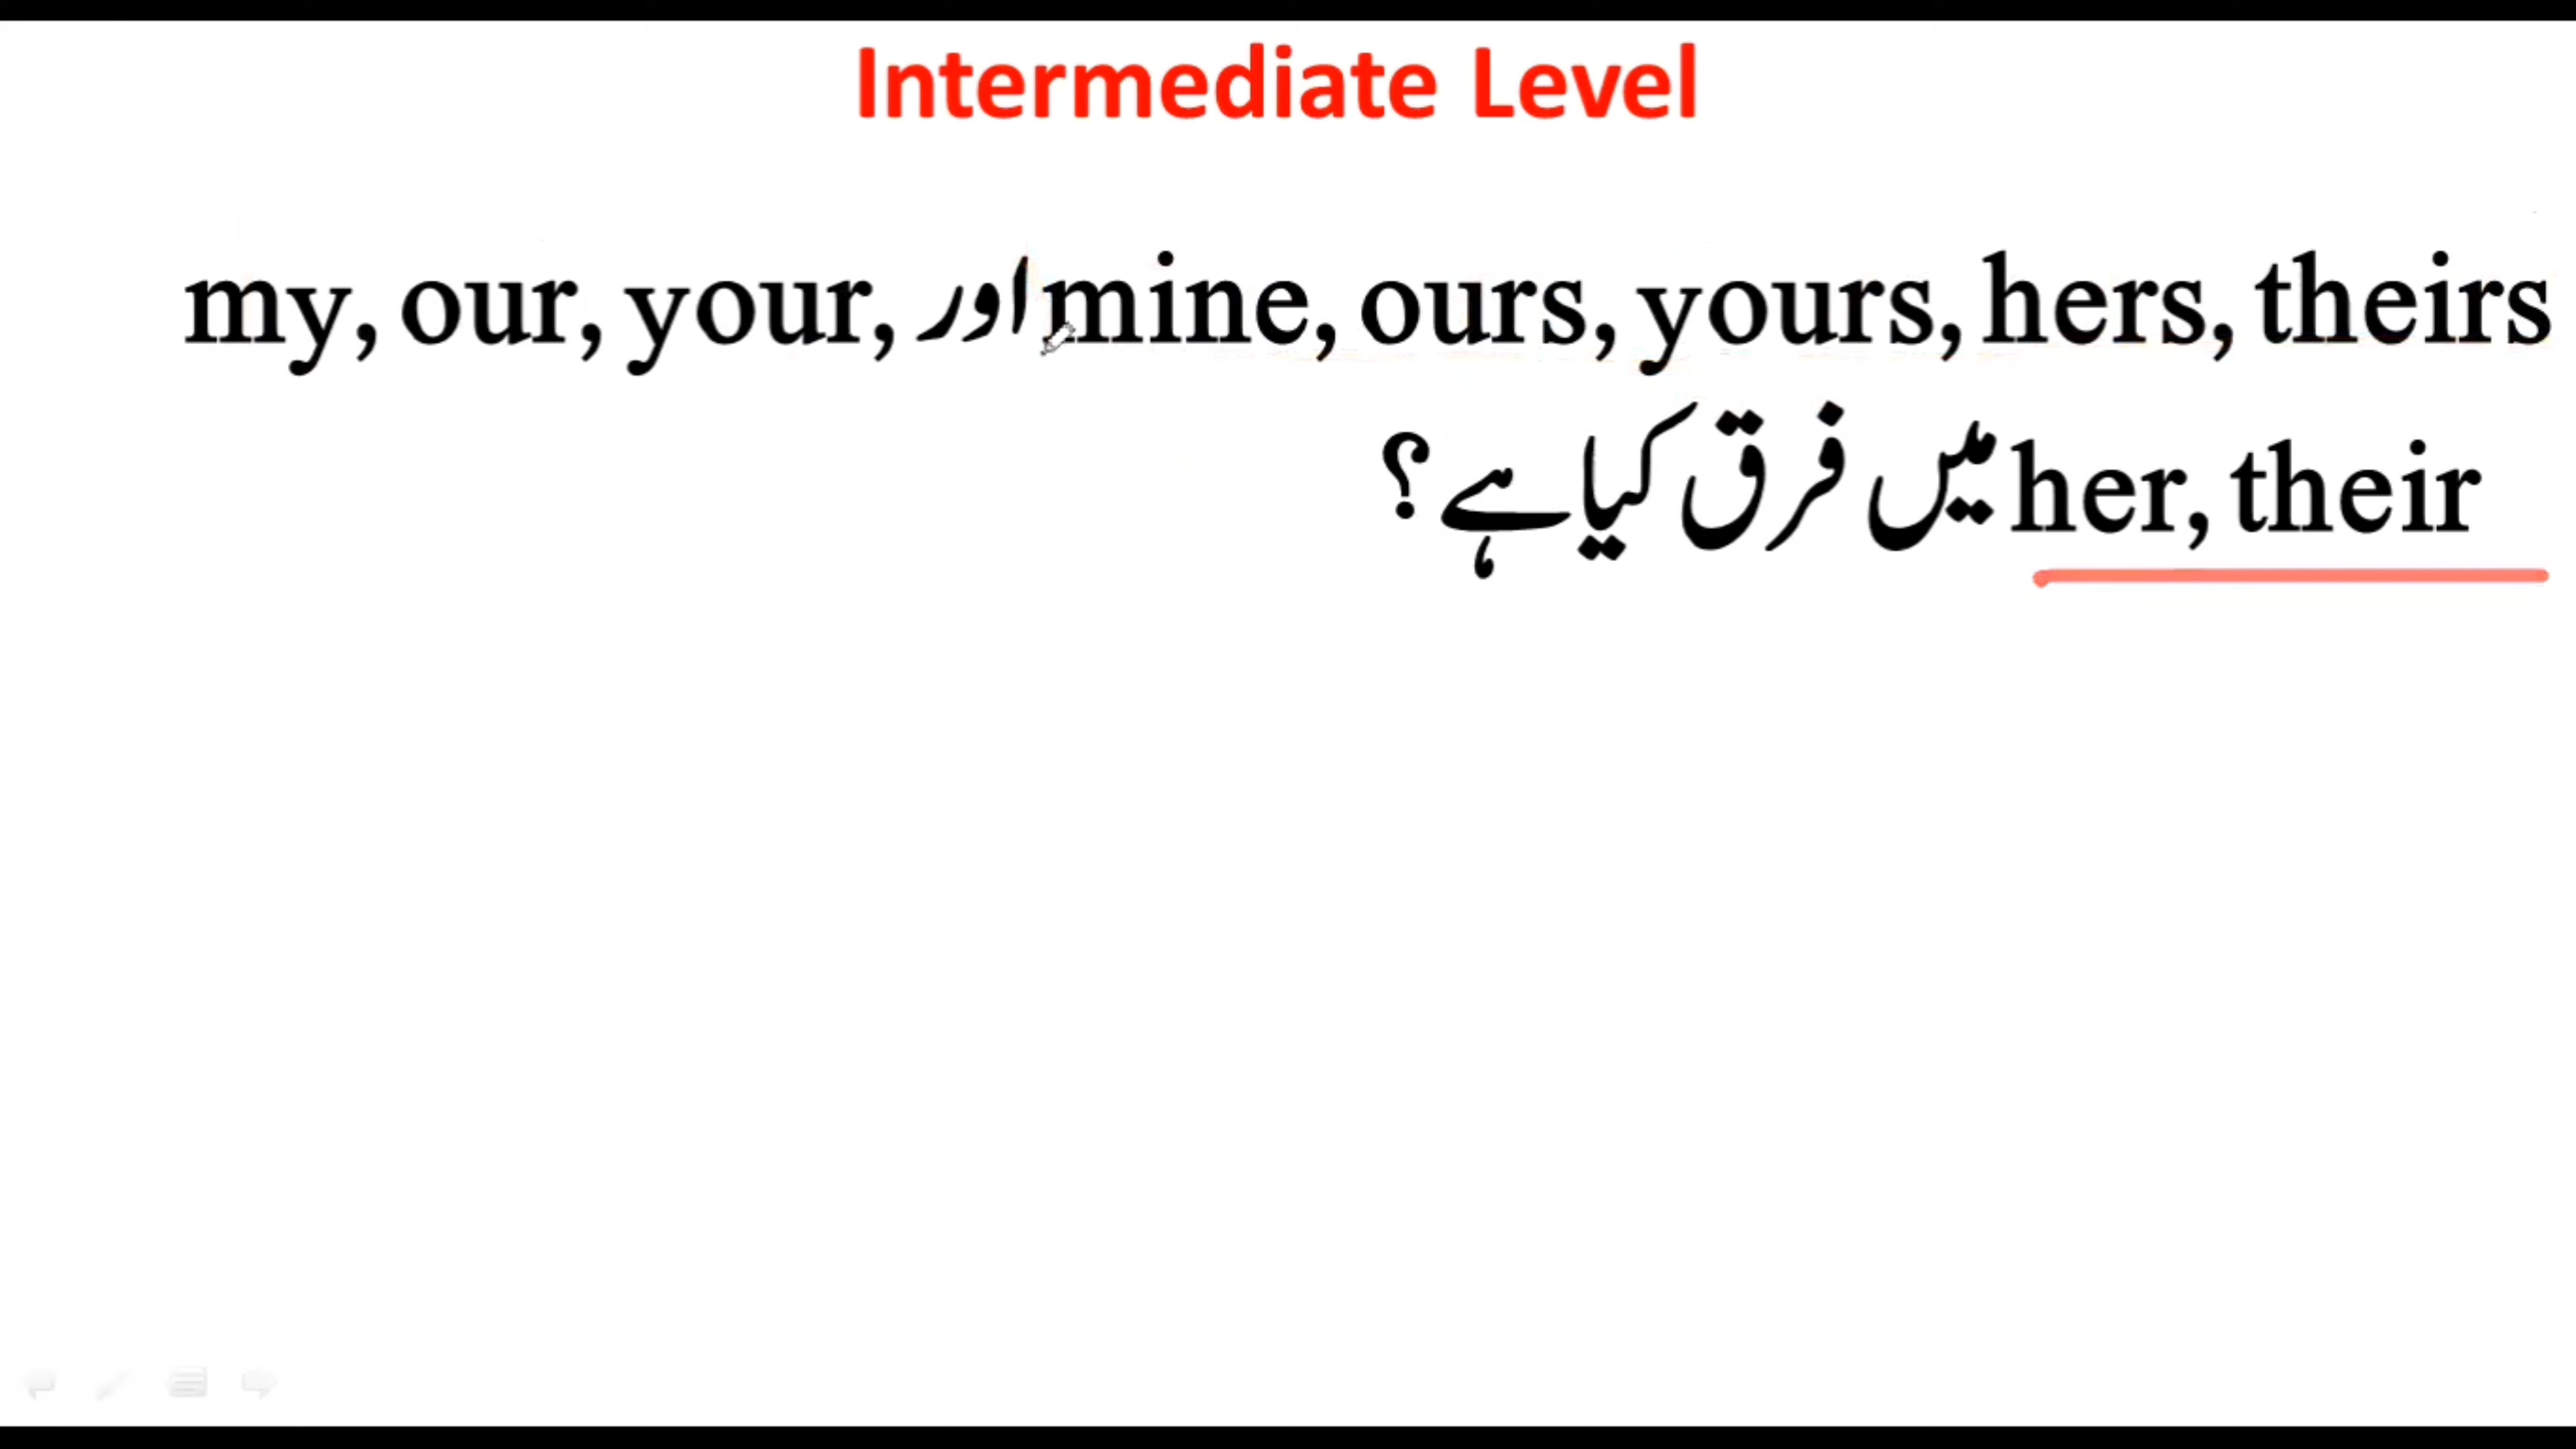 Intermediate Level
mine, ours, yours, hers, theirs اور my, our, your,
her, their میں فرق کیا ہے؟